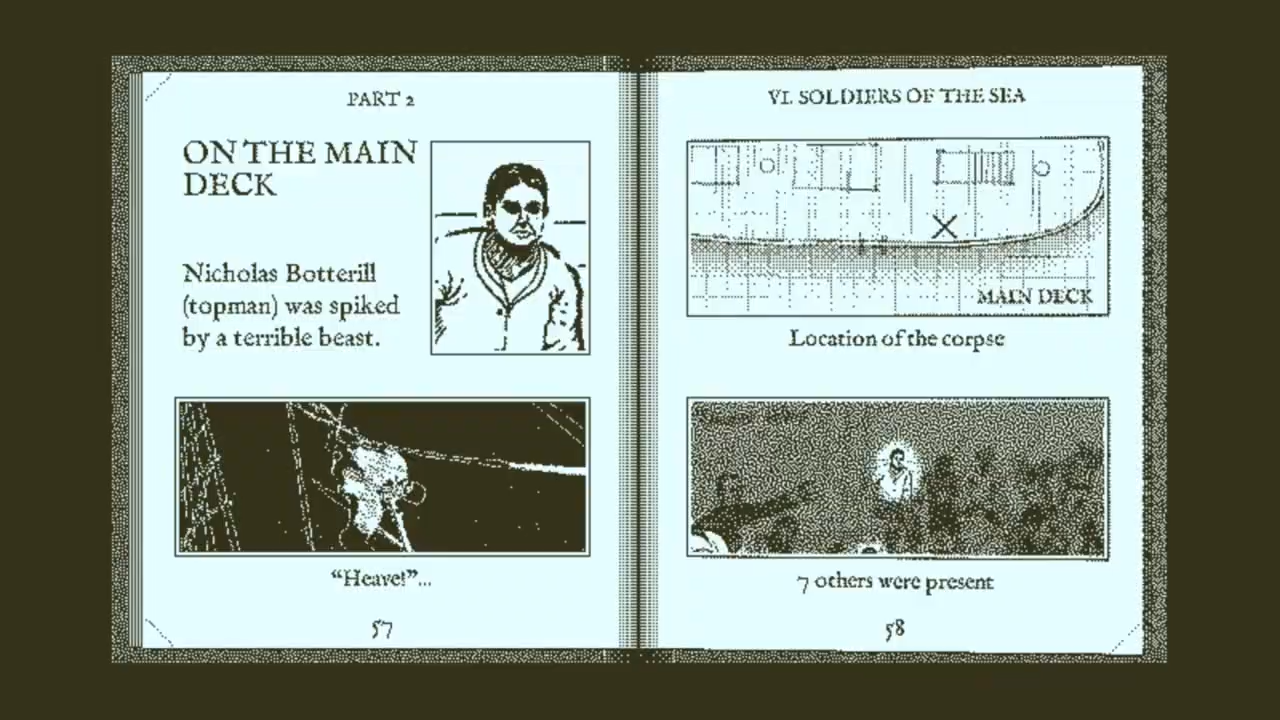 PART 2
ON THE MAIN
DECK
Nicholas Botterill
(topman) was spiked
by a terrible beast.
“Heave!”...
57
VI. SOLDIERS OF THE SEA
MAIN DECK
Location of the corpse
7 others were present
58